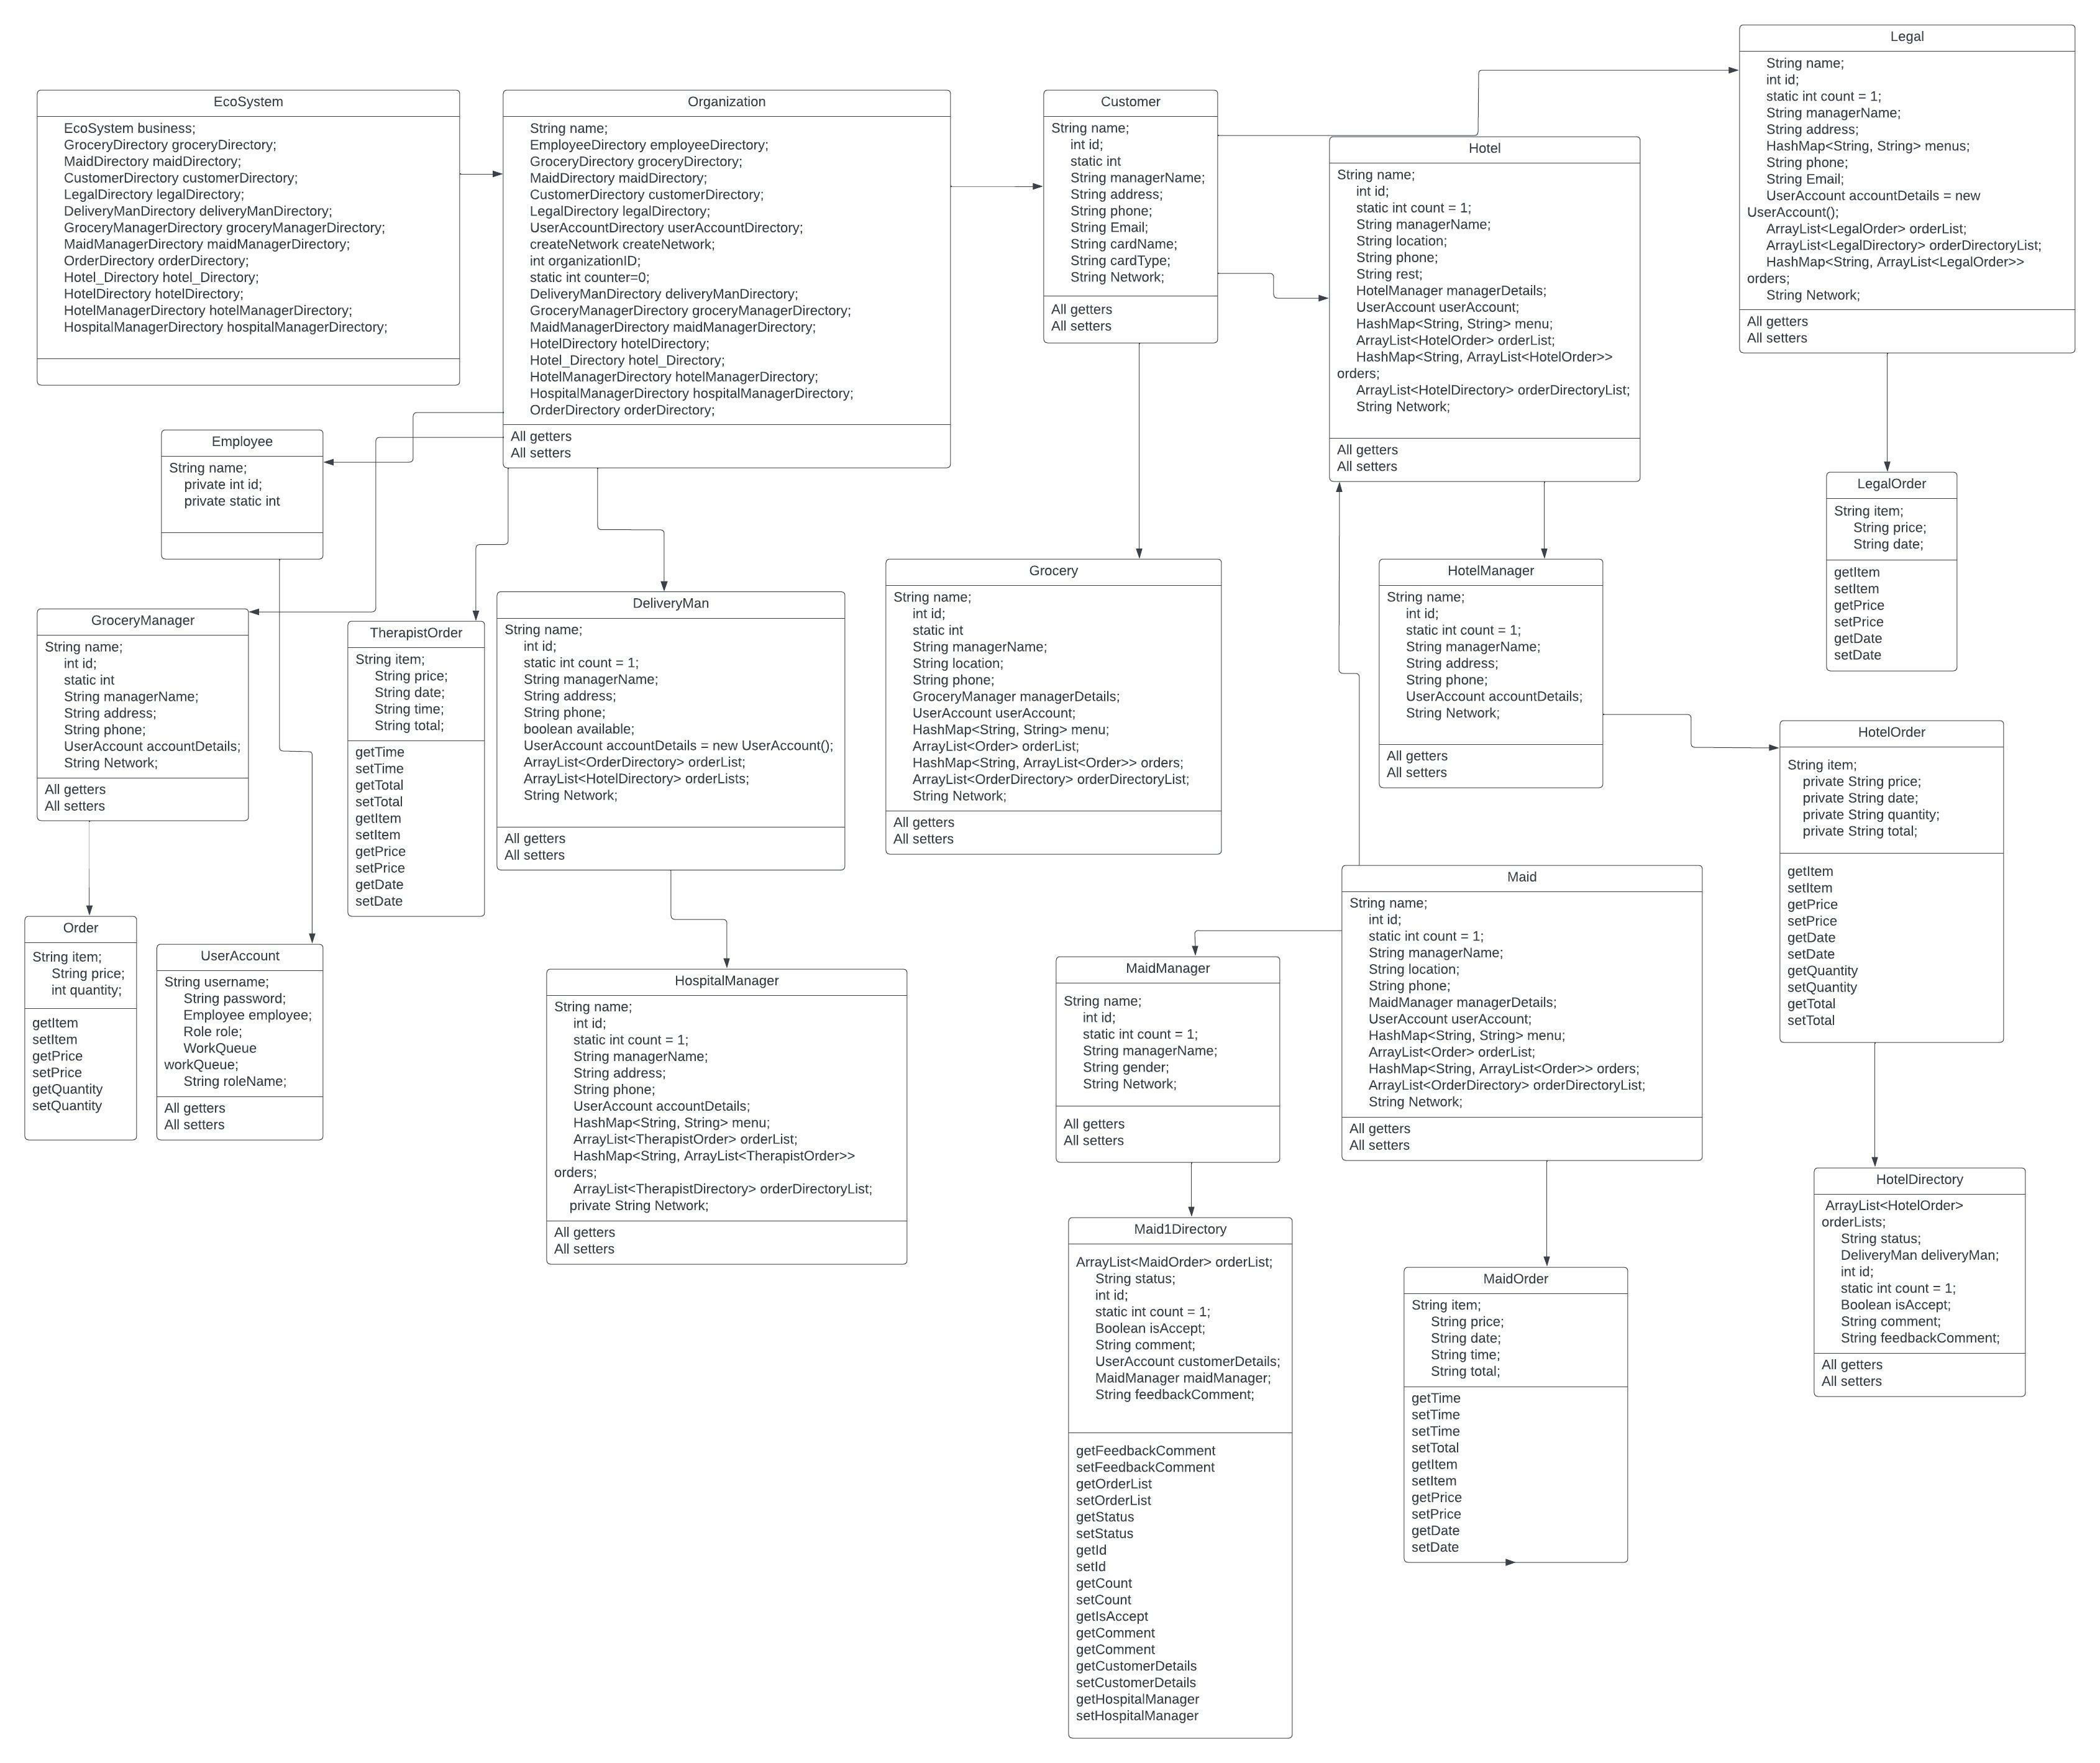 EcoSystem
EcoSystem business;
GroceryDirectory groceryDirectory;
MaidDirectory maidDirectory;
CustomerDirectory customerDirectory;
LegalDirectory legalDirectory;
DeliveryManDirectory deliveryManDirectory;
GroceryManagerDirectory groceryManagerDirectory;
MaidManagerDirectory maidManagerDirectory;
OrderDirectory orderDirectory;
Hotel_Directory hotel_Directory;
HotelDirectory hotelDirectory;
HotelManagerDirectory hotelManagerDirectory;
HospitalManagerDirectory hospitalManagerDirectory;
Organization
String name;
EmployeeDirectory employeeDirectory;
GroceryDirectory groceryDirectory;
MaidDirectory maidDirectory;
CustomerDirectory customerDirectory;
LegalDirectory legalDirectory;
UserAccountDirectory userAccountDirectory;
createNetwork createNetwork;
int organizationID;
static int counter=0;
DeliveryManDirectory deliveryManDirectory;
GroceryManagerDirectory groceryManagerDirectory;
MaidManagerDirectory maidManagerDirectory;
HotelDirectory hotelDirectory;
Hotel_Directory hotel_Directory;
HotelManagerDirectory hotelManagerDirectory;
HospitalManagerDirectory hospitalManagerDirectory;
OrderDirectory orderDirectory;
All getters
All setters
Customer
String name;
int id;
static int
String managerName;
String address;
String phone;
String Email;
String cardName;
String cardType;
String Network;
All getters
All setters
Hotel
String name;
int id;
static int count = 1;
String managerName;
String location;
String phone;
String rest;
HotelManager managerDetails;
UserAccount userAccount;
HashMap<String, String> menu;
ArrayList<HotelOrder> orderList;
HashMap<String, ArrayList<HotelOrder>>
orders;
ArrayList<HotelDirectory> orderDirectoryList;
String Network;
All getters
All setters
Legal
String name;
int id;
static int count = 1;
String managerName;
String address;
HashMap<String, String> menus;
String phone;
String Email;
UserAccount accountDetails = new
UserAccount();
ArrayList<LegalOrder> orderList;
ArrayList<LegalDirectory> orderDirectoryList;
HashMap<String, ArrayList<LegalOrder>>
orders;
String Network;
All getters
All setters
Employee
String name;
private int id;
private static int
LegalOrder
String item;
String price;
String date;
getItem
setItem
getPrice
setPrice
getDate
setDate
GroceryManager
String name;
int id;
static int
String managerName;
String address;
String phone;
UserAccount accountDetails;
String Network;
All getters
All setters
TherapistOrder
String item;
String price;
String date;
String time;
String total;
getTime
setTime
getTotal
setTotal
getItem
setItem
getPrice
setPrice
getDate
setDate
DeliveryMan
String name;
int id;
static int count = 1;
String managerName;
String address;
String phone;
boolean available;
UserAccount accountDetails = new UserAccount();
ArrayList<OrderDirectory> orderList;
ArrayList<HotelDirectory> orderLists;
String Network;
All getters
All setters
Grocery
String name;
int id;
static int
String managerName;
String location;
String phone;
GroceryManager managerDetails;
UserAccount userAccount;
HashMap<String, String> menu;
ArrayList<Order> orderList;
HashMap<String, ArrayList<Order>> orders;
ArrayList<OrderDirectory> orderDirectoryList;
String Network;
All getters
All setters
HotelManager
String name;
int id;
static int count = 1;
String managerName;
String address;
String phone;
UserAccount accountDetails;
String Network;
All getters
All setters
HotelOrder
String item;
private String price;
private String date;
private String quantity;
private String total;
getItem
setItem
getPrice
setPrice
getDate
setDate
getQuantity
setQuantity
getTotal
setTotal
Order
String item;
String price;
int quantity;
getItem
setItem
getPrice
setPrice
getQuantity
setQuantity
UserAccount
String username;
String password;
Employee employee;
Role role;
WorkQueue
workQueue;
String roleName;
All getters
All setters
HospitalManager
String name;
int id;
static int count = 1;
String managerName;
String address;
String phone;
UserAccount accountDetails;
HashMap<String, String> menu;
ArrayList<TherapistOrder> orderList;
HashMap<String, ArrayList<TherapistOrder>>
orders;
ArrayList<TherapistDirectory> orderDirectoryList;
private String Network;
All getters
All setters
MaidManager
String name;
int id;
static int count = 1;
String managerName;
String gender;
String Network;
All getters
All setters
Maid
String name;
int id;
static int count = 1;
String managerName;
String location;
String phone;
MaidManager managerDetails;
UserAccount userAccount;
HashMap<String, String> menu;
ArrayList<Order> orderList;
HashMap<String, ArrayList<Order>> orders;
ArrayList<OrderDirectory> orderDirectoryList;
String Network;
All getters
All setters
HotelDirectory
ArrayList<HotelOrder>
orderLists;
String status;
DeliveryMan deliveryMan;
int id;
static int count = 1;
Boolean isAccept;
String comment;
String feedbackComment;
All getters
All setters
Maid1Directory
ArrayList<MaidOrder> orderList;
String status;
int id;
static int count = 1;
Boolean isAccept;
String comment;
UserAccount customerDetails;
MaidManager maidManager;
String feedbackComment;
getFeedbackComment
setFeedbackComment
getOrderList
setOrderList
getStatus
setStatus
getId
setId
getCount
setCount
getIsAccept
getComment
getComment
getCustomerDetails
setCustomerDetails
getHospitalManager
setHospitalManager
MaidOrder
String item;
String price;
String date;
String time;
String total;
getTime
setTime
setTime
setTotal
getItem
setItem
getPrice
setPrice
getDate
setDate